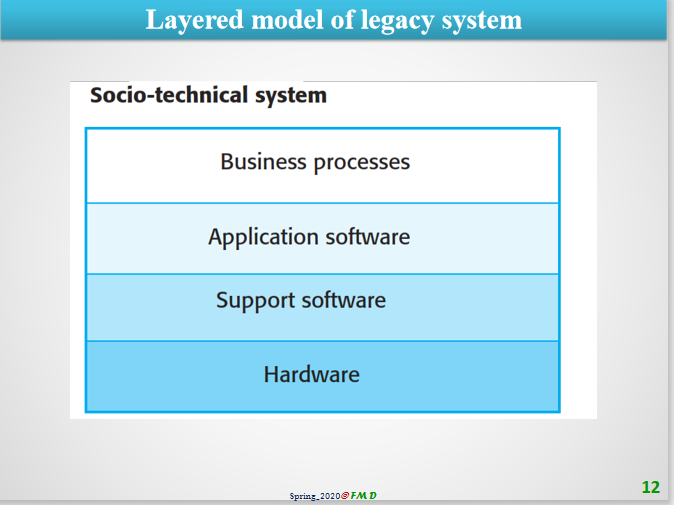 Layered model of legacy system
Socio-technical system
Business processes
Application software
Support software
Hardware
Spring_2020@FMD
12